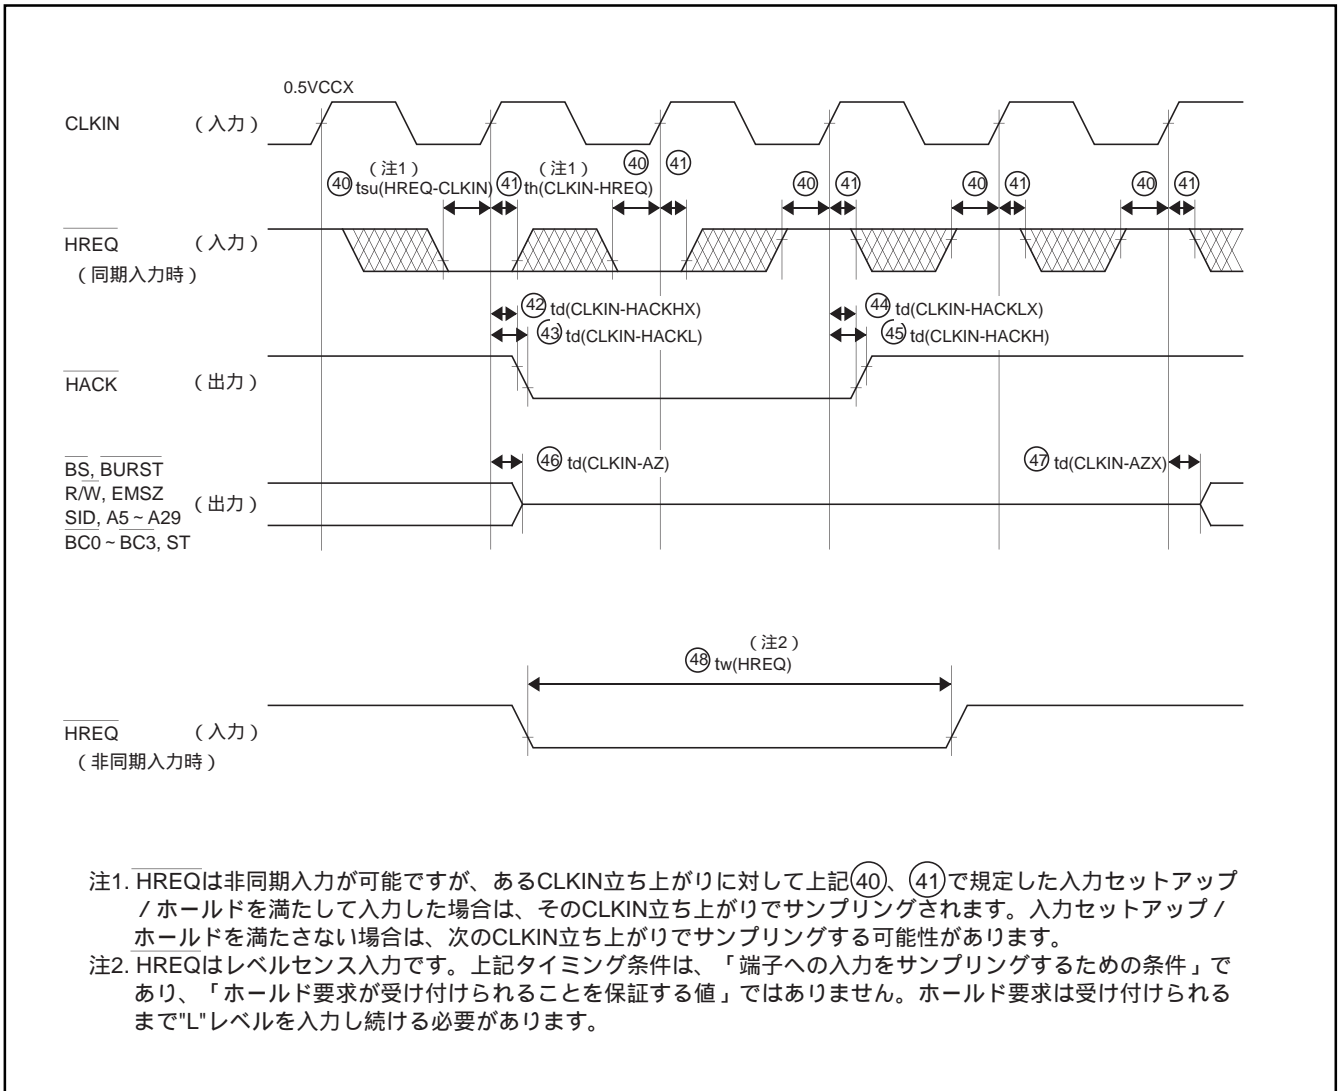 0.5VCCX
CLKIN （入力）
（注1） （注1）
㊵ tsu(HREQ-CLKIN) ㊶ th(CLKIN-HREQ) ㊵ ㊶ ㊵ ㊶ ㊵ ㊶ ㊵ ㊶
HREQ （入力）
（同期入力時）
㊷ td(CLKIN-HACKHX) ㊹ td(CLKIN-HACKLX)
㊸ td(CLKIN-HACKL) ㊺ td(CLKIN-HACKH)
HACK （出力）
㊻ td(CLKIN-AZ) ㊼ td(CLKIN-AZX)
BS, BURST
R/W, EMSZ
（出力）
SID, A5 ~ A29
BC0 ~ BC3, ST
（注2）
㊽ tw(HREQ)
HREQ （入力）
（非同期入力時）
注1. HREQは非同期入力が可能ですが、あるCLKIN立ち上がりに対して上記㊵、㊶で規定した入力セットアップ
／ホールドを満たして入力した場合は、そのCLKIN立ち上がりでサンプリングされます。入力セットアップ／
ホールドを満たさない場合は、次のCLKIN立ち上がりでサンプリングする可能性があります。
注2. HREQはレベルセンス入力です。上記タイミング条件は、「端子への入力をサンプリングするための条件」で
あり、「ホールド要求が受け付けられることを保証する値」ではありません。ホールド要求は受け付けられる
まで"L"レベルを入力し続ける必要があります。